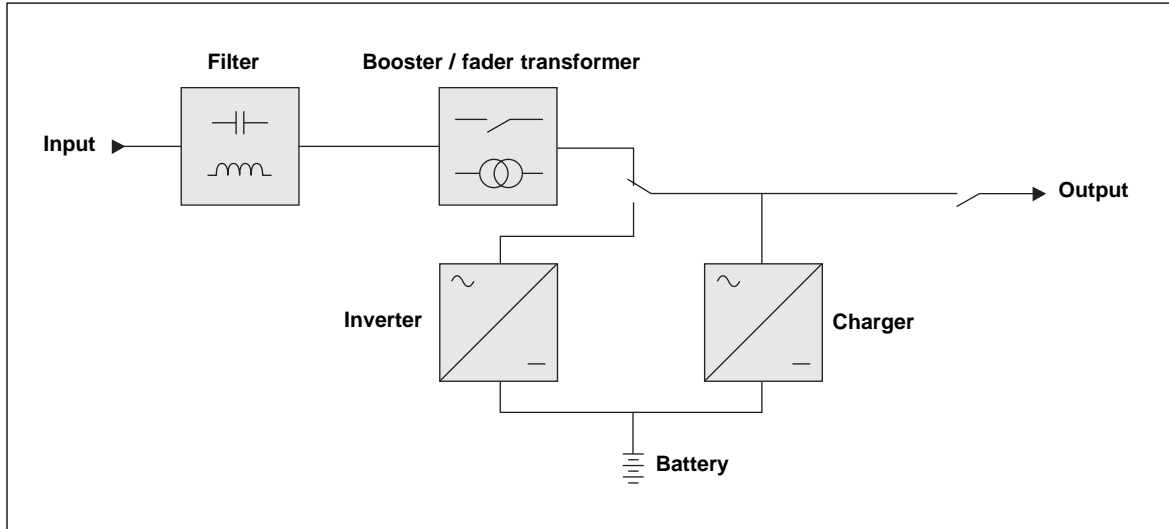 Filter
Booster / fader transformer
Input
Output
Inverter
Charger
Battery